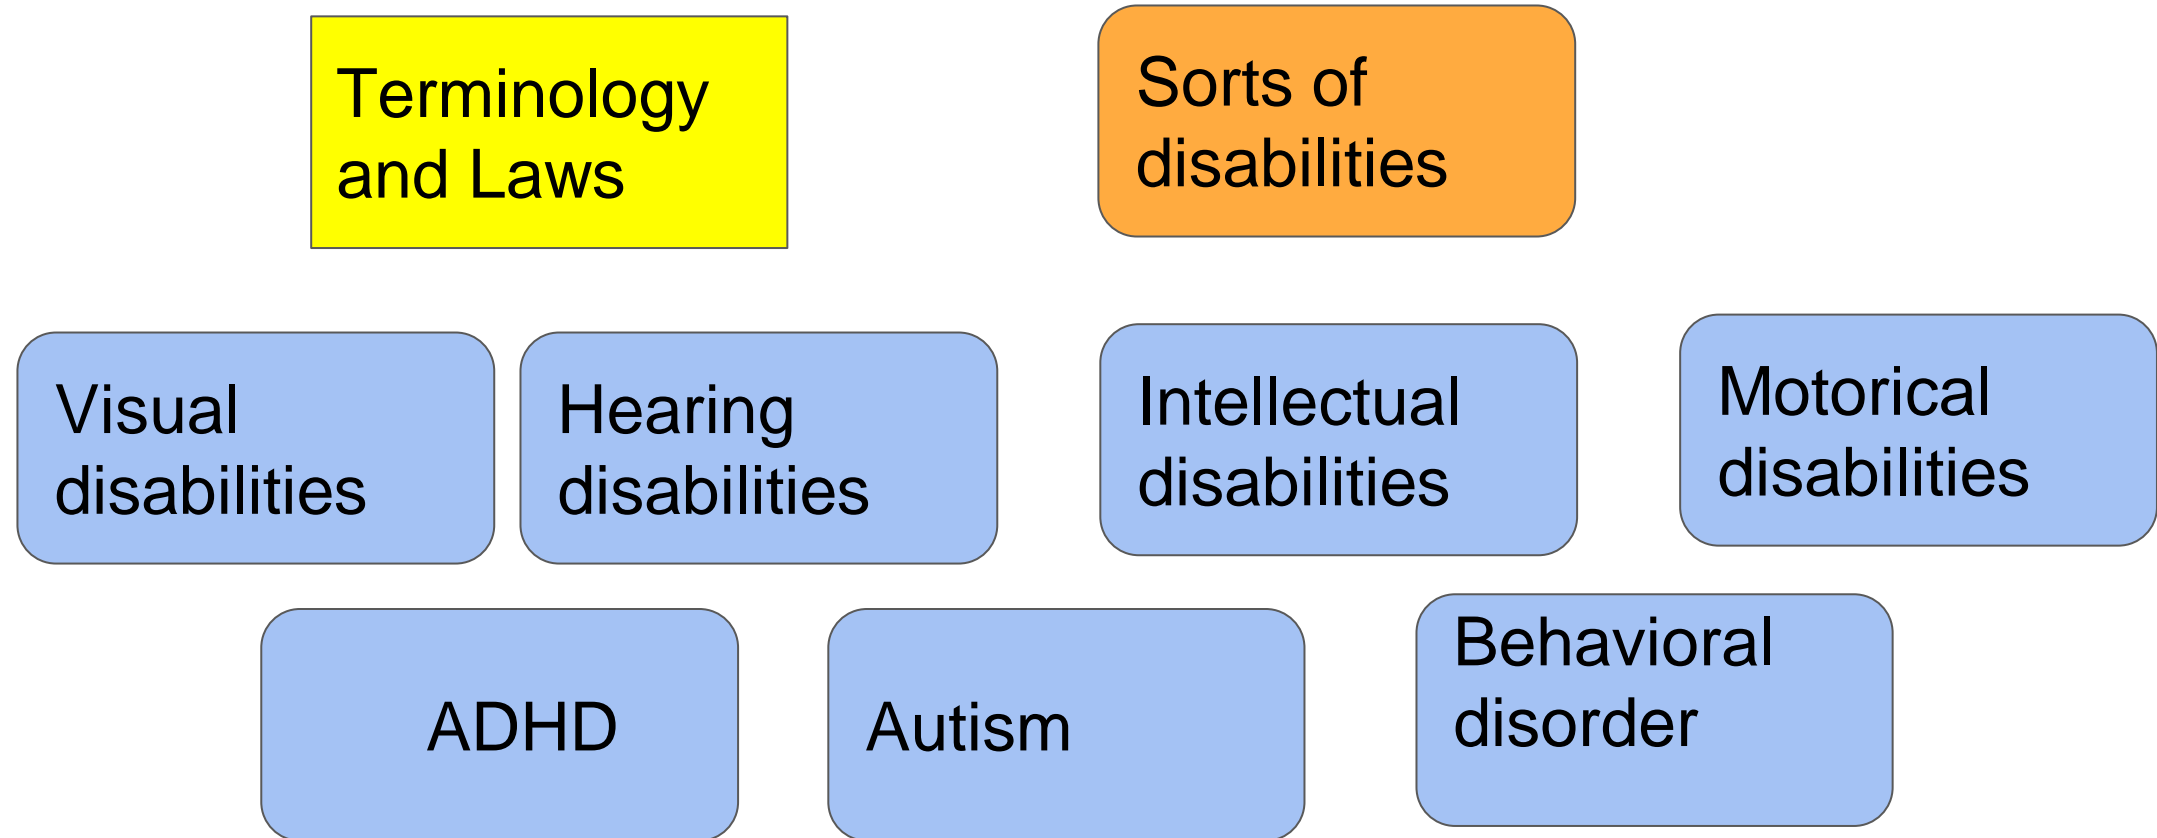 Terminology
and Laws
Sorts of
disabilities
Visual
disabilities
Hearing
disabilities
Intellectual
disabilities
Motorical
disabilities
ADHD
Autism
Behavioral
disorder